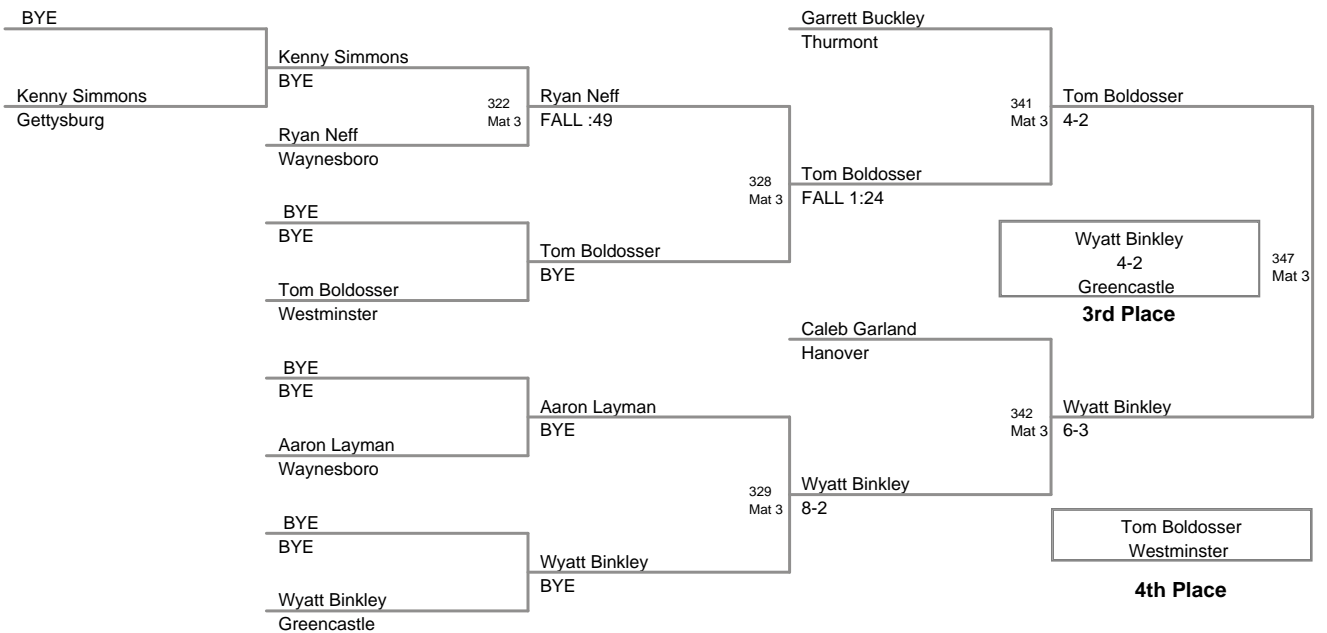 BYE
Garrett Buckley
Thurmont
Kenny Simmons
BYE
Kenny Simmons
Gettysburg
322
Mat 3
Ryan Neff
FALL :49
341
Mat 3
Tom Boldosser
4-2
Ryan Neff
Waynesboro
328
Mat 3
Tom Boldosser
FALL 1:24
BYE
BYE
Tom Boldosser
BYE
Wyatt Binkley
4-2
Greencastle
347
Mat 3
3rd Place
Tom Boldosser
Westminster
Caleb Garland
Hanover
BYE
BYE
Aaron Layman
BYE
342
Mat 3
Wyatt Binkley
6-3
Aaron Layman
Waynesboro
329
Mat 3
Wyatt Binkley
8-2
BYE
BYE
Tom Boldosser
Westminster
4th Place
Wyatt Binkley
BYE
Wyatt Binkley
Greencastle